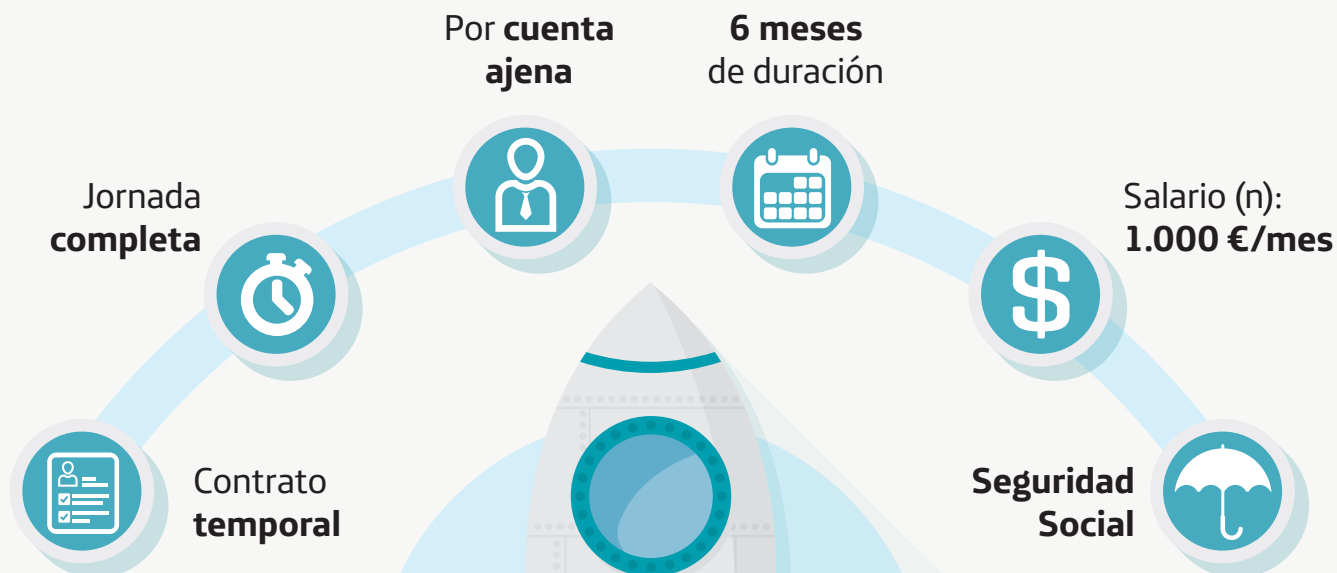 Contrato
temporal
Jornada
completa
Por cuenta
ajena
6 meses
de duración
Salario (n):
1.000 €/mes
Seguridad
Social